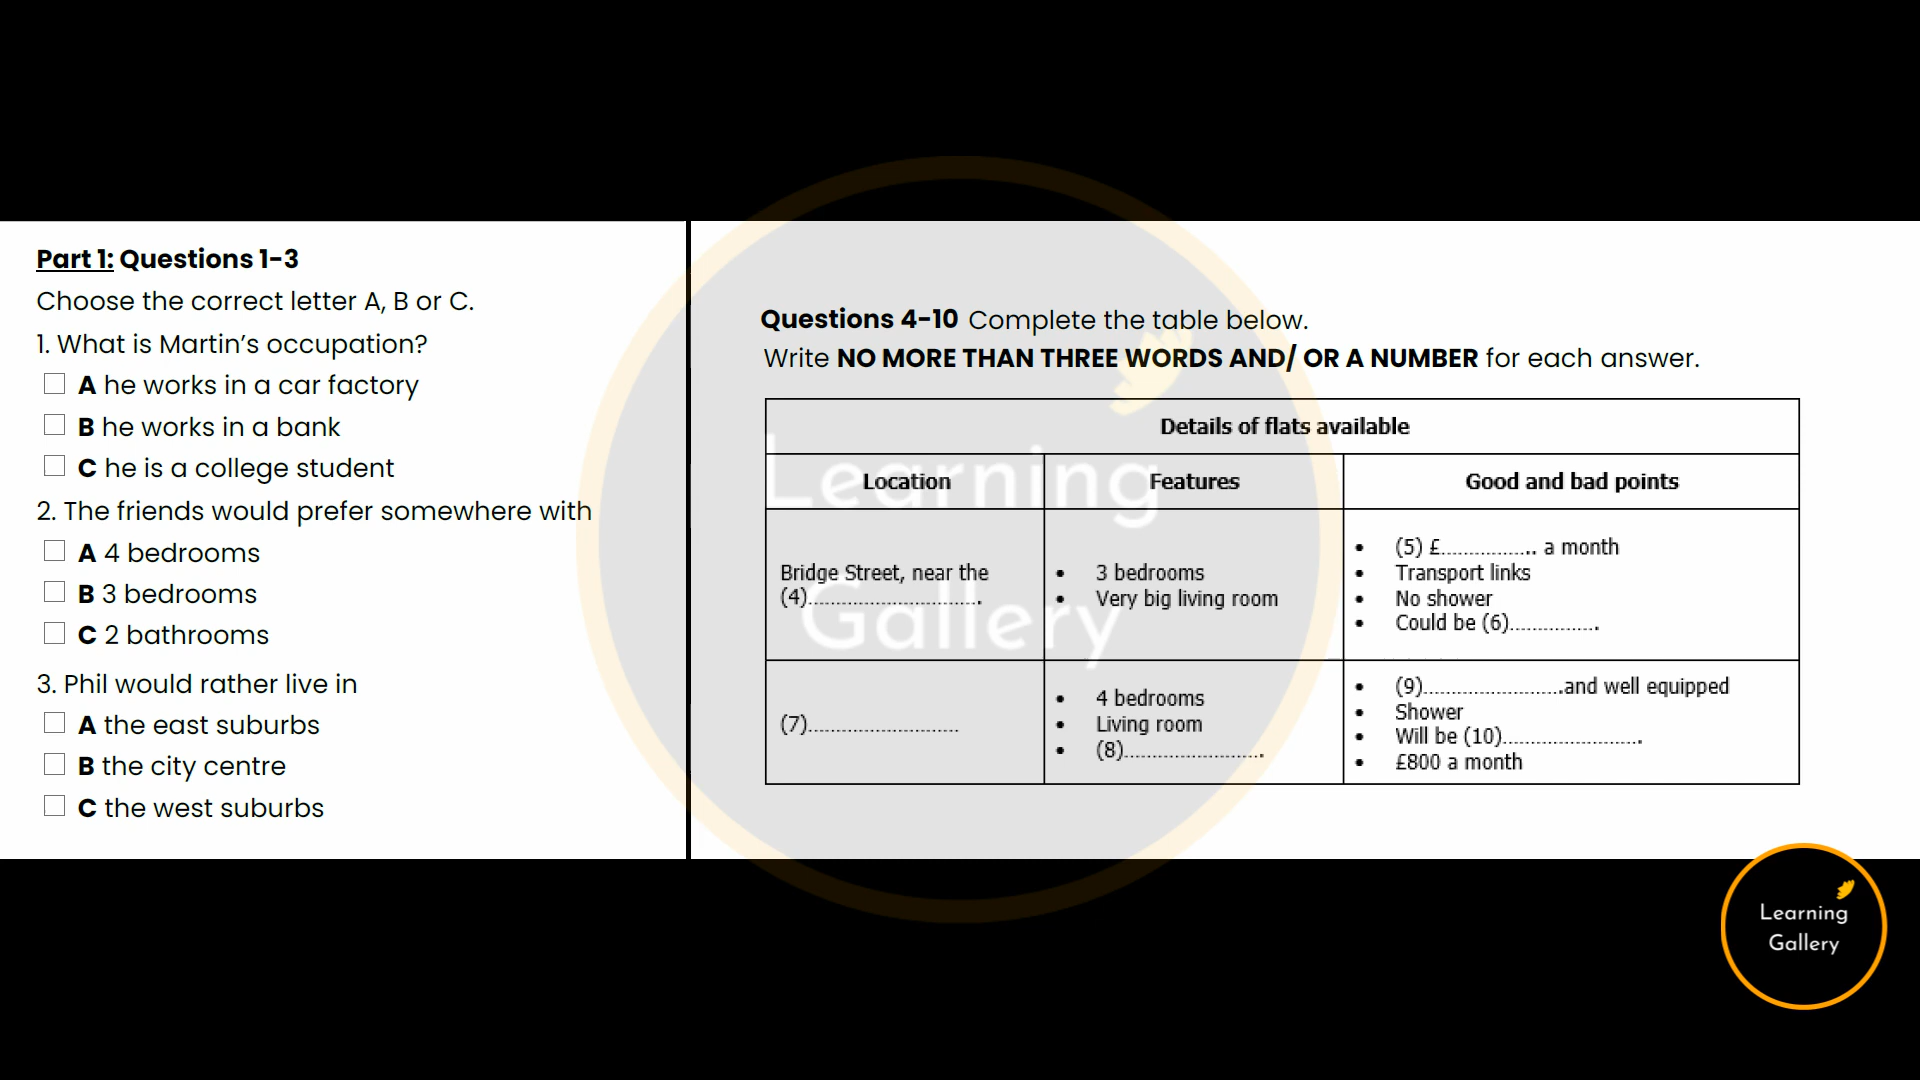 Part 1: Questions 1-3
Choose the correct letter A, B or C.
1. What is Martin’s occupation?
A he works in a car factory
B he works in a bank
C he is a college student
2. The friends would prefer somewhere with
A 4 bedrooms
B 3 bedrooms
C 2 bathrooms
3. Phil would rather live in
A the east suburbs
B the city centre
C the west suburbs
Questions 4-10 Complete the table below.
Write NO MORE THAN THREE WORDS AND/ OR A NUMBER for each answer.
Details of flats available
Location Features Good and bad points
Bridge Street, near the
(4)..............................
• 3 bedrooms
• Very big living room
• (5) £................. a month
• Transport links
• No shower
• Could be (6)...............
(7)..........................
• 4 bedrooms
• Living room
• (8).........................
• (9).........................and well equipped
• Shower
• Will be (10).........................
• £800 a month
Learning
Gallery
Learning
Gallery